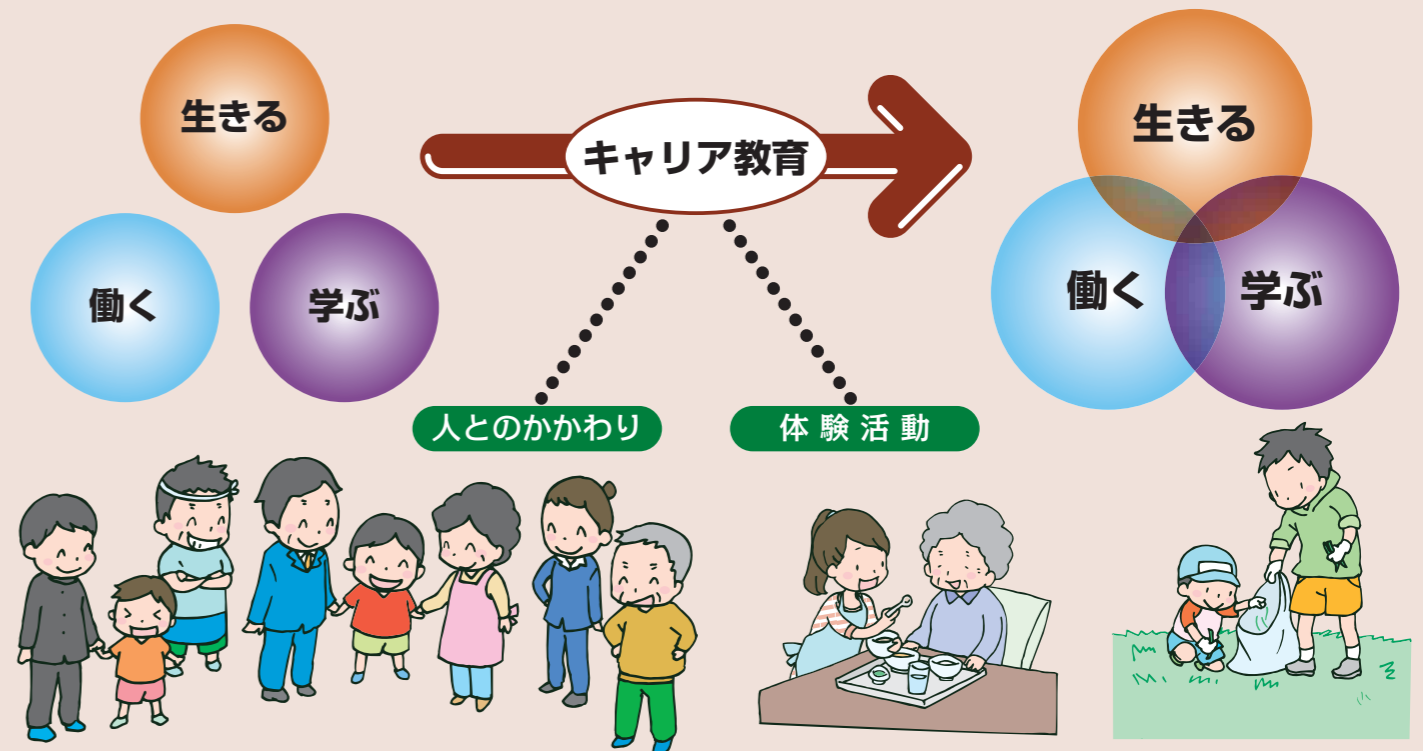 生きる
働く
学ぶ
キャリア教育
人とのかかわり
体験活動
生きる
働く
学ぶ